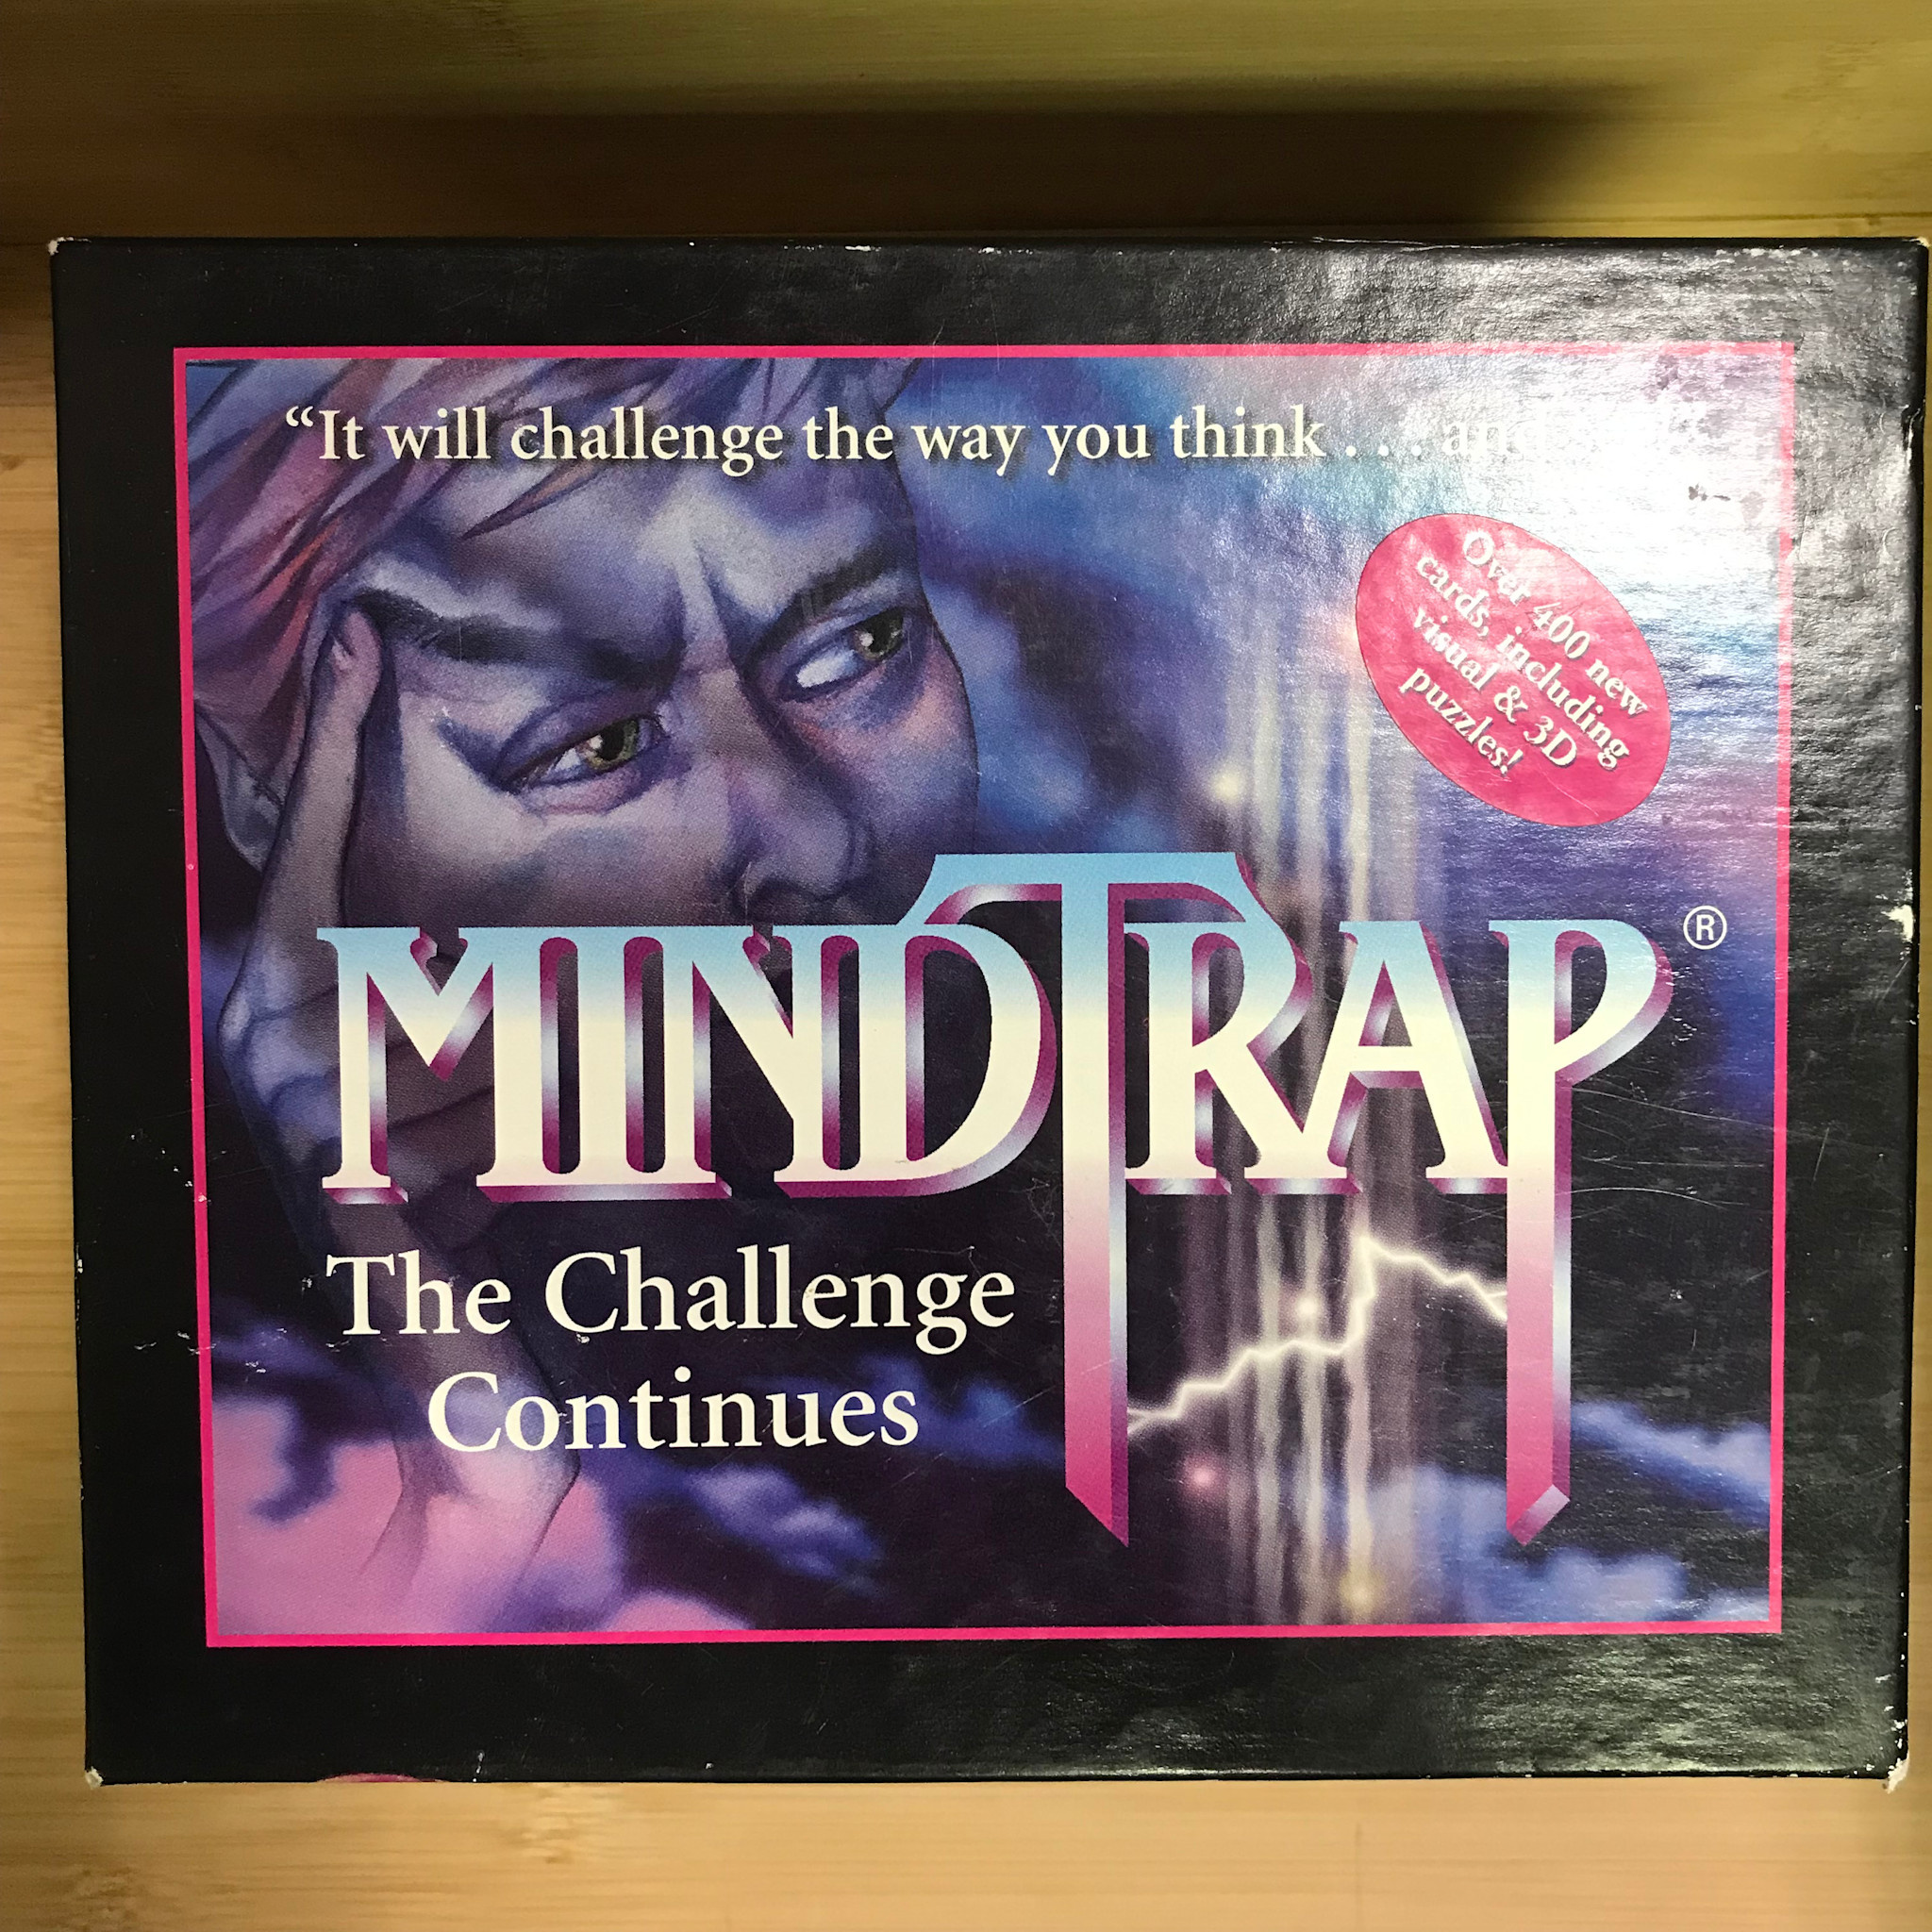 “It will challenge the way you think . . . and
Over 400 new
cards, including
visual & 3D
puzzles!
MINDTRAP®
The Challenge
Continues